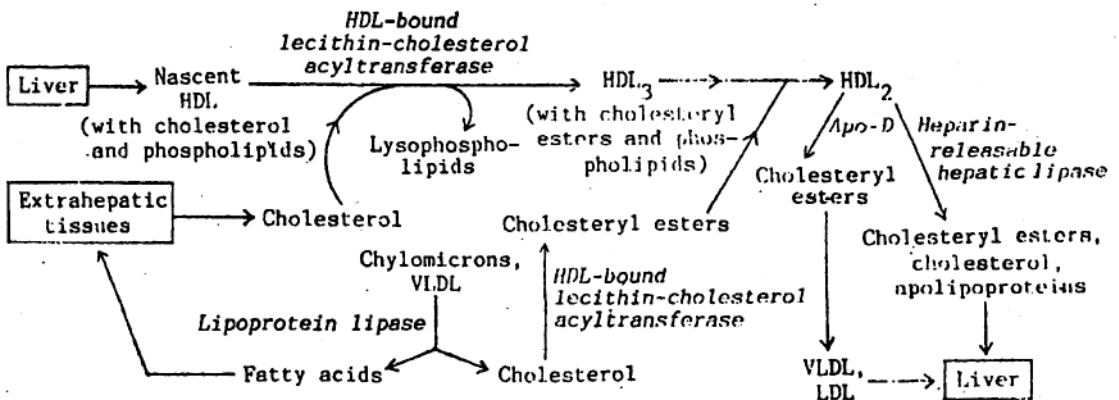 HDL-bound
lecithin-cholesterol
acyltransferase
Liver
Nascent
HDL
(with cholesterol
and phospholipids)
Lysophospho-
lipids
HDL3
(with cholesteryl
esters and phos-
pholipids)
HDL2
Apo-D
Heparin-
releasable
hepatic lipase
Cholesteryl
esters
Extrahepatic
tissues
Cholesterol
Cholesteryl esters
Cholesteryl esters,
cholesterol,
apolipoproteins
Chylomicrons,
VLDL
HDL-bound
lecithin-cholesterol
acyltransferase
Lipoprotein lipase
Fatty acids
Cholesterol
VLDL,
LDL
Liver